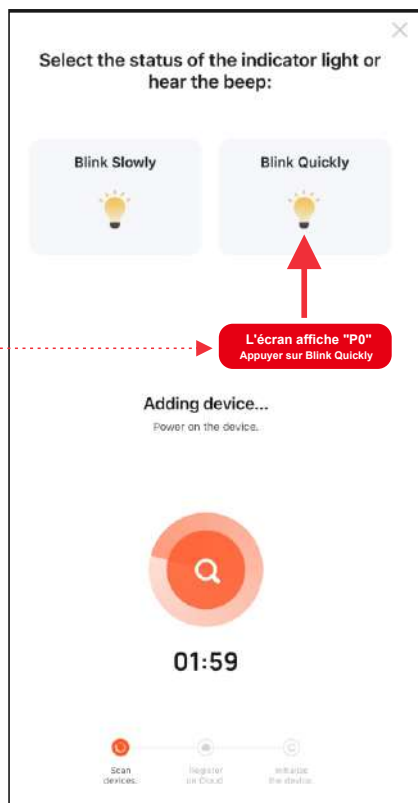 Select the status of the indicator light or
hear the beep:
Blink Slowly
Blink Quickly
L'écran affiche "P0"
Appuyer sur Blink Quickly
Adding device...
Power on the device.
01:59
Scan
devices.
Register
on Cloud
Initialize
the device.